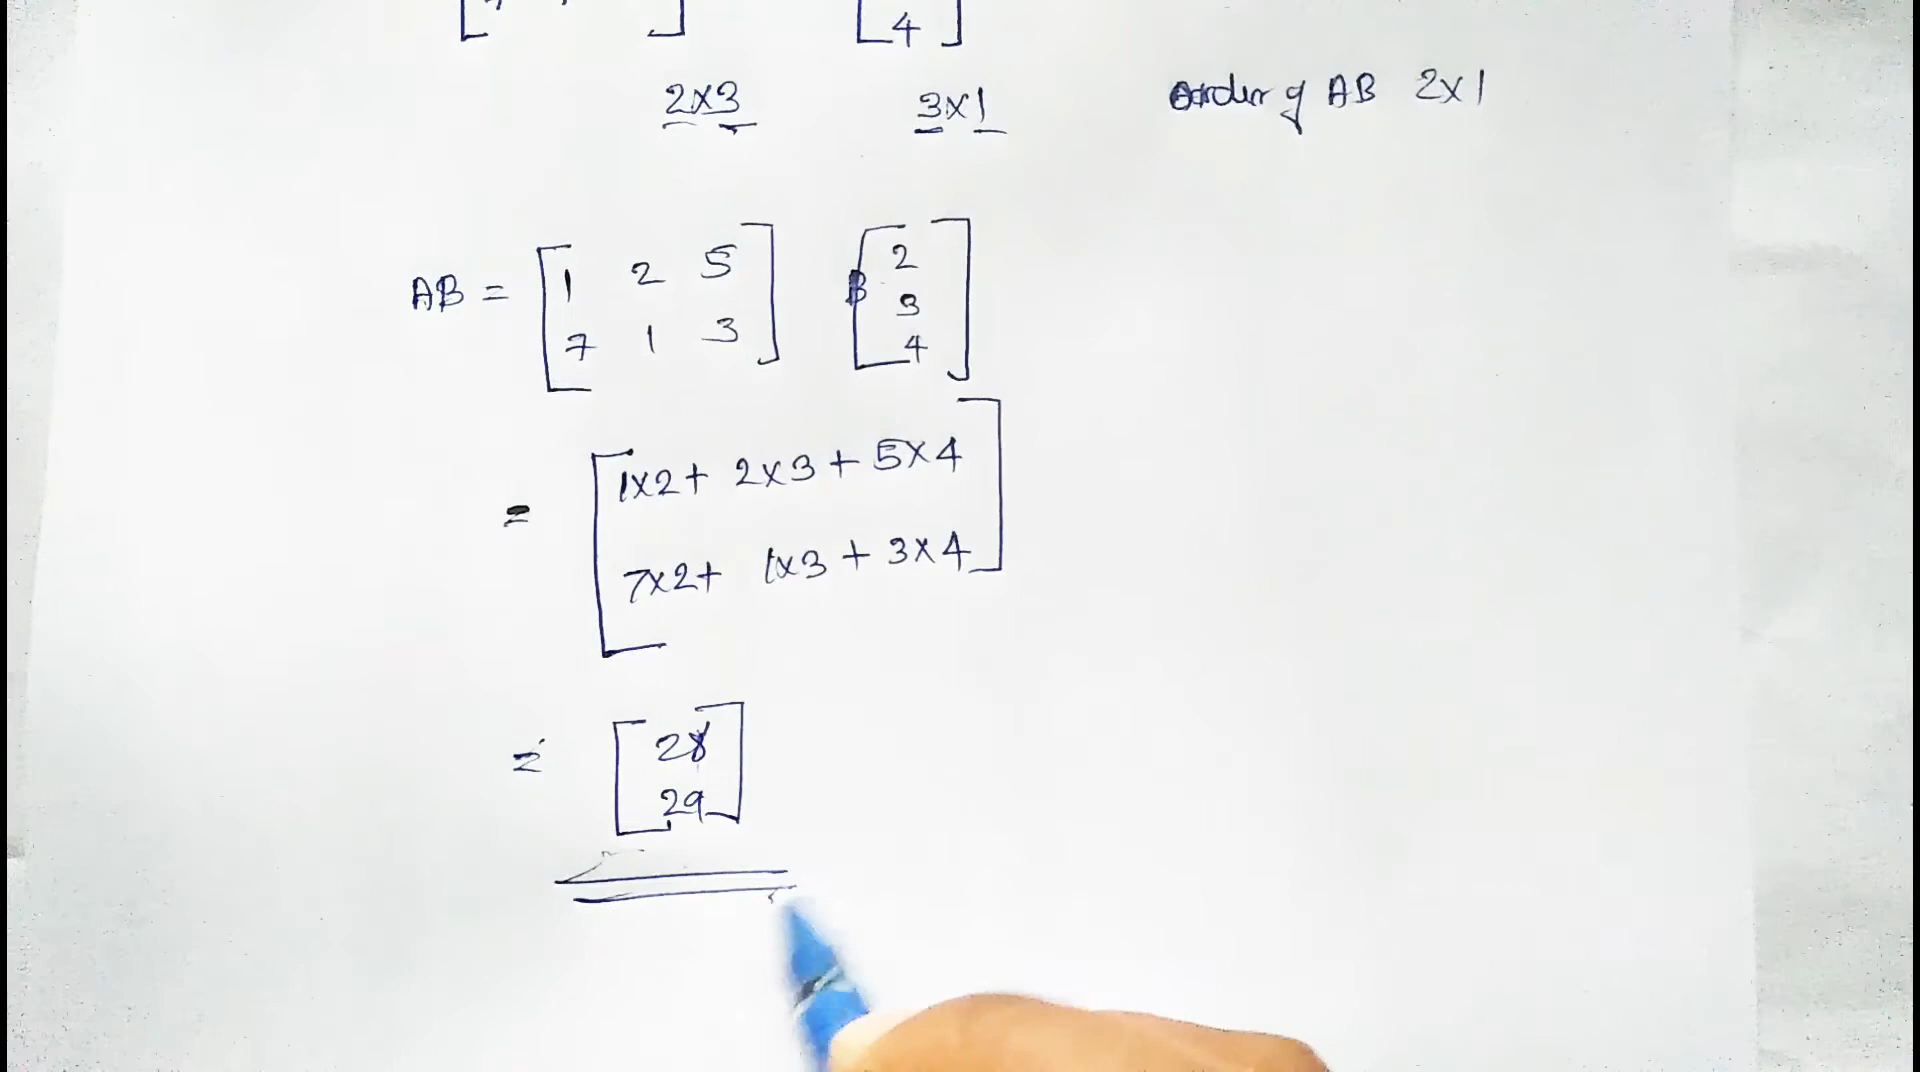 4
2x3 3x1 order of AB 2x1
AB = [1 2 5] [2]
3
[7 1 3] [4]
[1x2+ 2x3+5x4]
=
[7x2+ 1x3+3x4]
= [28]
[29]